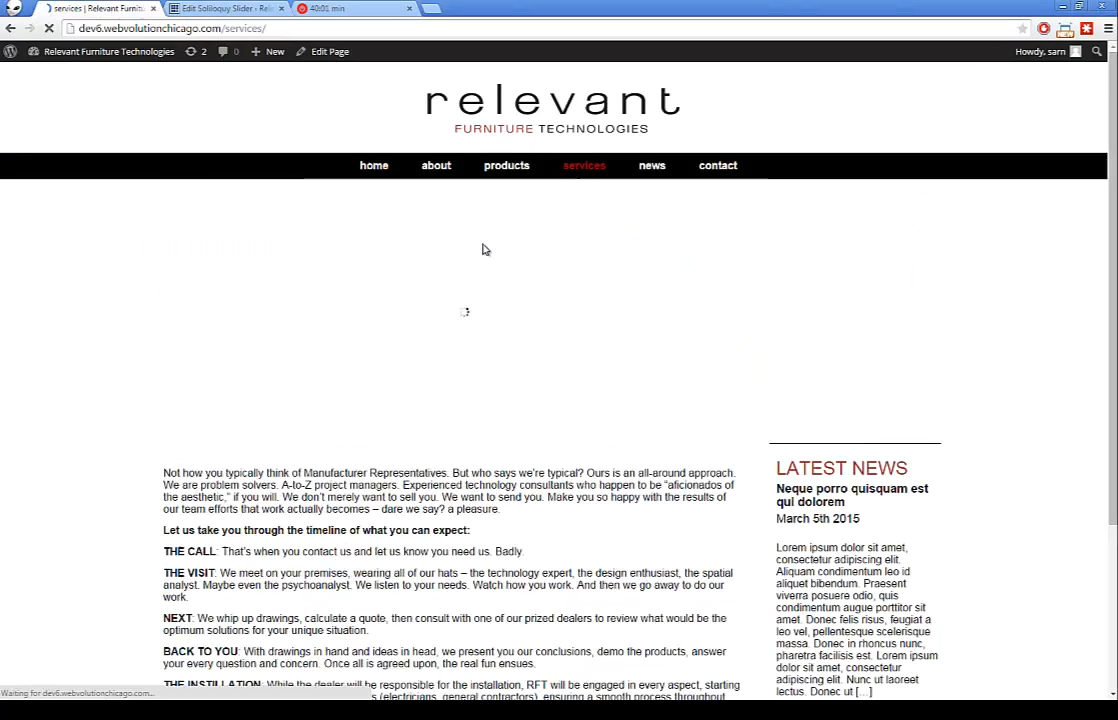 services | Relevant Furnitu
Edit Soliloquy Slider ‹ Rele
40:01 min
dev6.webvolutionchicago.com/services/
Relevant Furniture Technologies
2
0
New
Edit Page
Howdy, sarn
relevant
FURNITURE TECHNOLOGIES
home
about
products
services
news
contact
Not how you typically think of Manufacturer Representatives. But who says we're typical? Ours is an all-around approach.
We are problem solvers. A-to-Z project managers. Experienced technology consultants who happen to be “aficionados of
the aesthetic,” if you will. We don't merely want to sell you. We want to send you. Make you so happy with the results of
our team efforts that work actually becomes – dare we say? a pleasure.
Let us take you through the timeline of what you can expect:
THE CALL: That's when you contact us and let us know you need us. Badly.
THE VISIT: We meet on your premises, wearing all of our hats – the technology expert, the design enthusiast, the spatial
analyst. Maybe even the psychoanalyst. We listen to your needs. Watch how you work. And then we go away to do our
work.
NEXT: We whip up drawings, calculate a quote, then consult with one of our prized dealers to review what would be the
optimum solutions for your unique situation.
BACK TO YOU: With drawings in hand and ideas in head, we present you our conclusions, demo the products, answer
your every question and concern. Once all is agreed upon, the real fun ensues.
THE INSTILLATION: While the dealer will be responsible for the installation, RFT will be engaged in every aspect, starting
s (electricians, general contractors), ensuring a smooth process throughout
LATEST NEWS
Neque porro quisquam est
qui dolorem
March 5th 2015
Lorem ipsum dolor sit amet,
consectetur adipiscing elit.
Aliquam condimentum leo id
aliquet bibendum. Praesent
viverra posuere odio, quis
condimentum augue porttitor sit
amet. Donec felis risus, feugiat a
leo vel, pellentesque scelerisque
massa. Donec in rhoncus nunc,
pharetra facilisis est. Lorem ipsum
dolor sit amet, consectetur
adipiscing elit. Nunc ut luctus
lectus. Donec ut [...]
Waiting for dev6.webvolutionchicago.com...